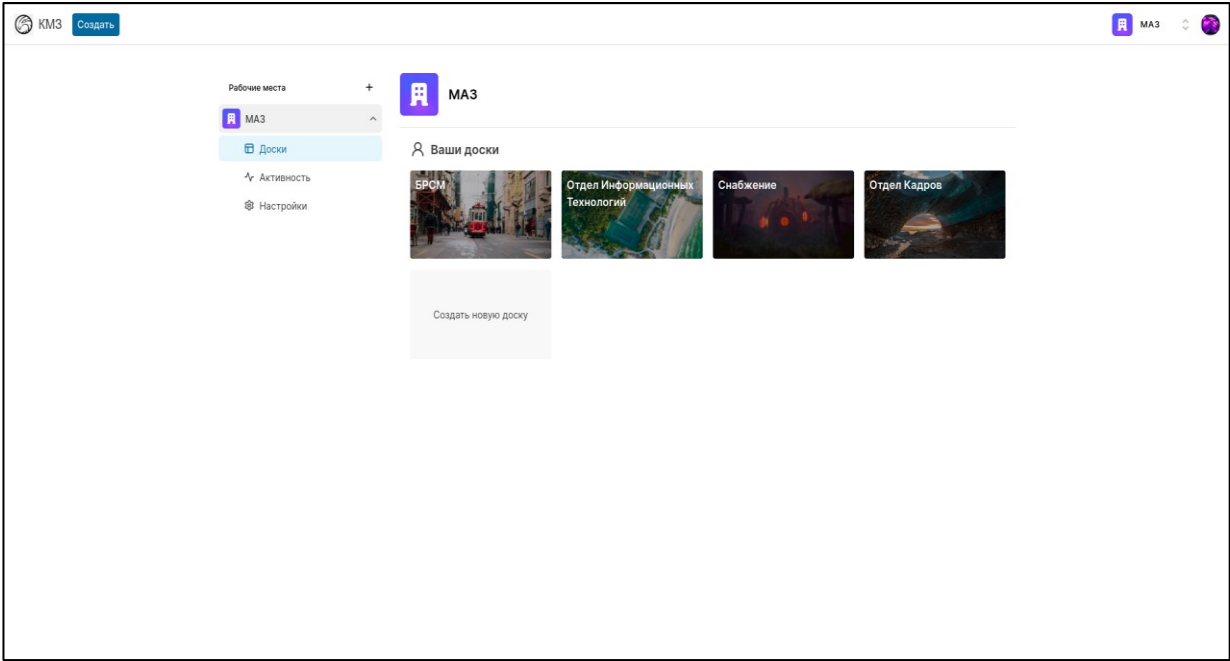 КМЗ
Создать
МАЗ
Рабочие места
МАЗ
Доски
Активность
Настройки
МАЗ
Ваши доски
БРСМ
Отдел Информационных
Технологий
Снабжение
Отдел Кадров
Создать новую доску